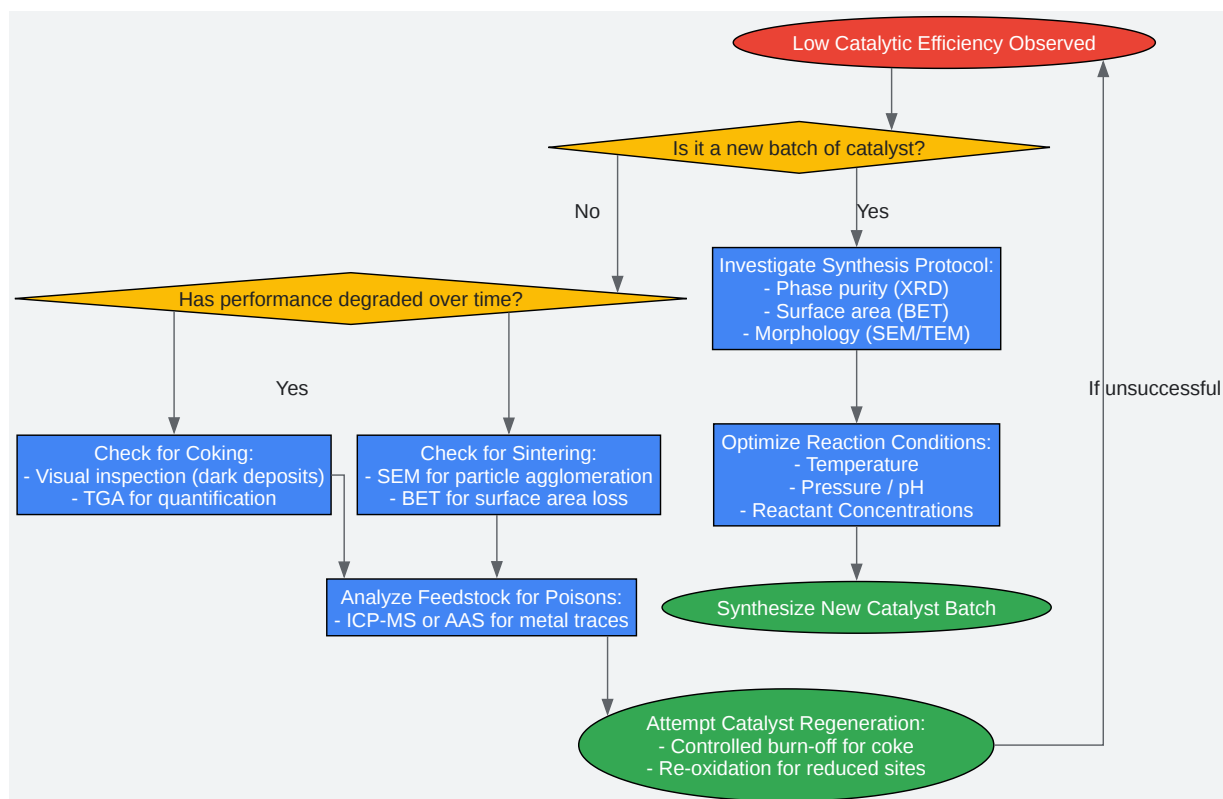 Low Catalytic Efficiency Observed
Is it a new batch of catalyst?
No
Yes
Investigate Synthesis Protocol:
- Phase purity (XRD)
- Surface area (BET)
- Morphology (SEM/TEM)
Has performance degraded over time?
Yes
If unsuccessful
Check for Coking:
- Visual inspection (dark deposits)
- TGA for quantification
Check for Sintering:
- SEM for particle agglomeration
- BET for surface area loss
Optimize Reaction Conditions:
- Temperature
- Pressure / pH
- Reactant Concentrations
Analyze Feedstock for Poisons:
- ICP-MS or AAS for metal traces
Synthesize New Catalyst Batch
Attempt Catalyst Regeneration:
- Controlled burn-off for coke
- Re-oxidation for reduced sites